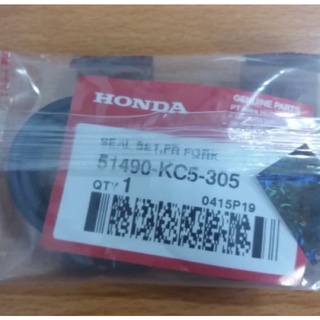 HONDA
GENUINE PARTS
SEAL SET,FR FORK
51490-KC5-305
QTY 1
0415P19